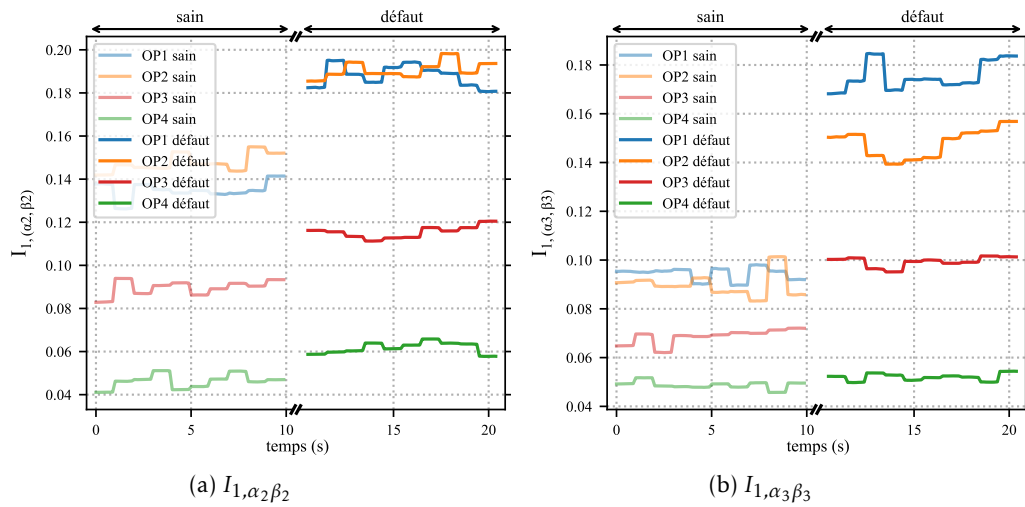 sain
défaut
0.20
0.18
0.16
0.14
0.12
0.10
0.08
0.06
0.04
I1, (α2, β2)
OP1 sain
OP2 sain
OP3 sain
OP4 sain
OP1 défaut
OP2 défaut
OP3 défaut
OP4 défaut
0
5
10
15
20
temps (s)
(a) I1,α2β2
sain
défaut
0.18
0.16
0.14
0.12
0.10
0.08
0.06
0.04
I1, (α3, β3)
OP1 sain
OP2 sain
OP3 sain
OP4 sain
OP1 défaut
OP2 défaut
OP3 défaut
OP4 défaut
0
5
10
15
20
temps (s)
(b) I1,α3β3